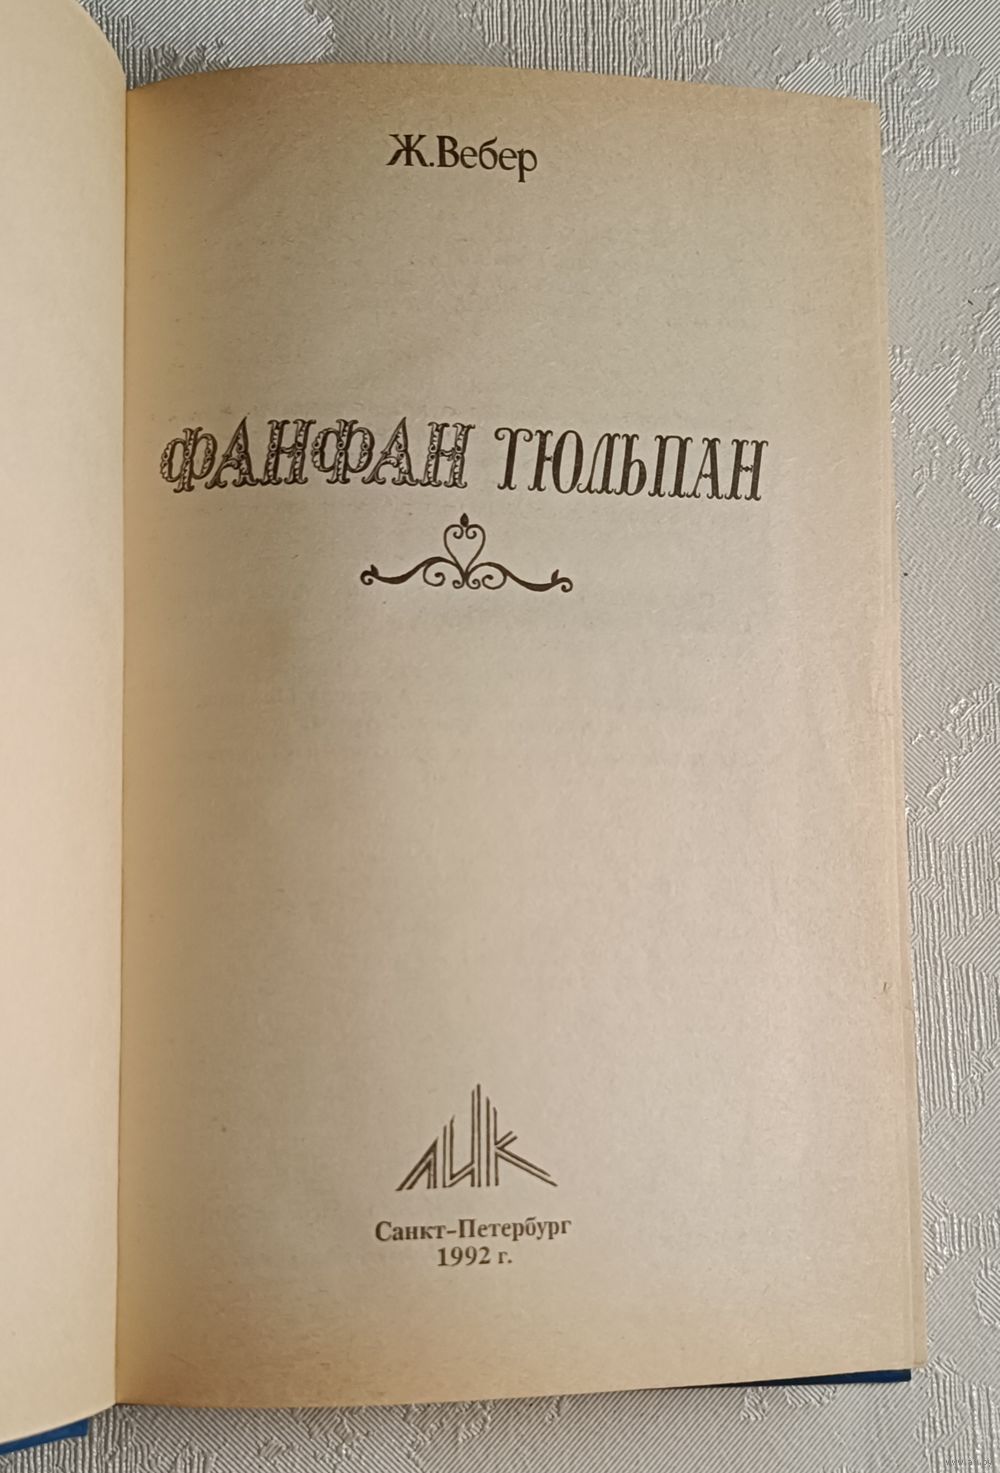 Ж.Вебер
ФАНФАН ТЮЛЬПАН
ЛИК
Санкт-Петербург
1992 г.